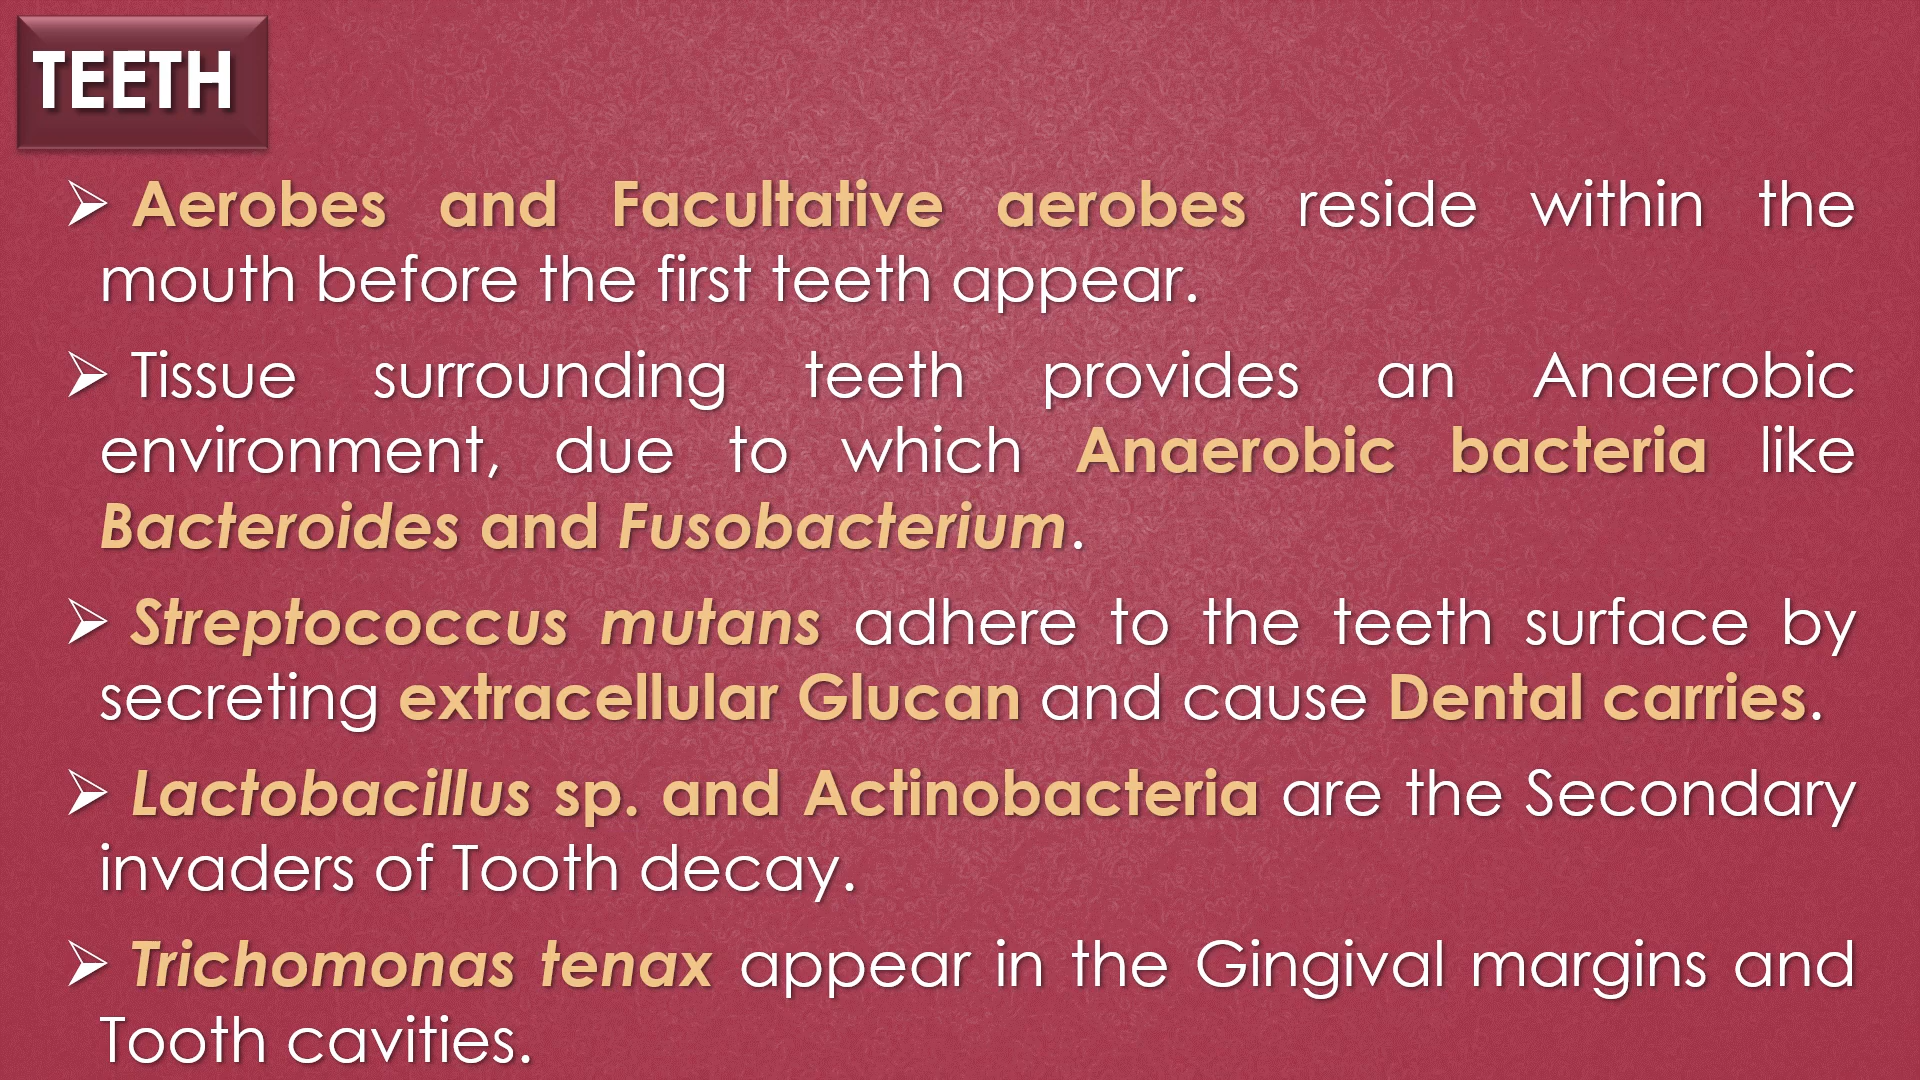 TEETH
➢ Aerobes and Facultative aerobes reside within the
mouth before the first teeth appear.
➢ Tissue surrounding teeth provides an Anaerobic
environment, due to which Anaerobic bacteria like
Bacteroides and Fusobacterium.
➢ Streptococcus mutans adhere to the teeth surface by
secreting extracellular Glucan and cause Dental carries.
➢ Lactobacillus sp. and Actinobacteria are the Secondary
invaders of Tooth decay.
➢ Trichomonas tenax appear in the Gingival margins and
Tooth cavities.